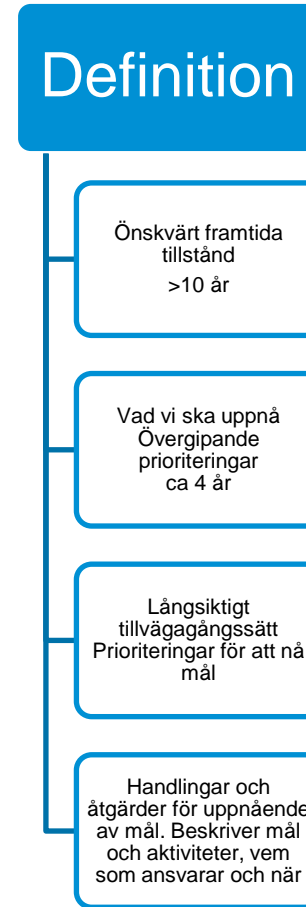 Definition
Önskvärt framtida
tillstånd
>10 år
Vad vi ska uppnå
Övergipande
prioriteringar
ca 4 år
Långsiktigt
tillvägagångssätt
Prioriteringar för att nå
mål
Handlingar och
åtgärder för uppnående
av mål. Beskriver mål
och aktiviteter, vem
som ansvarar och när